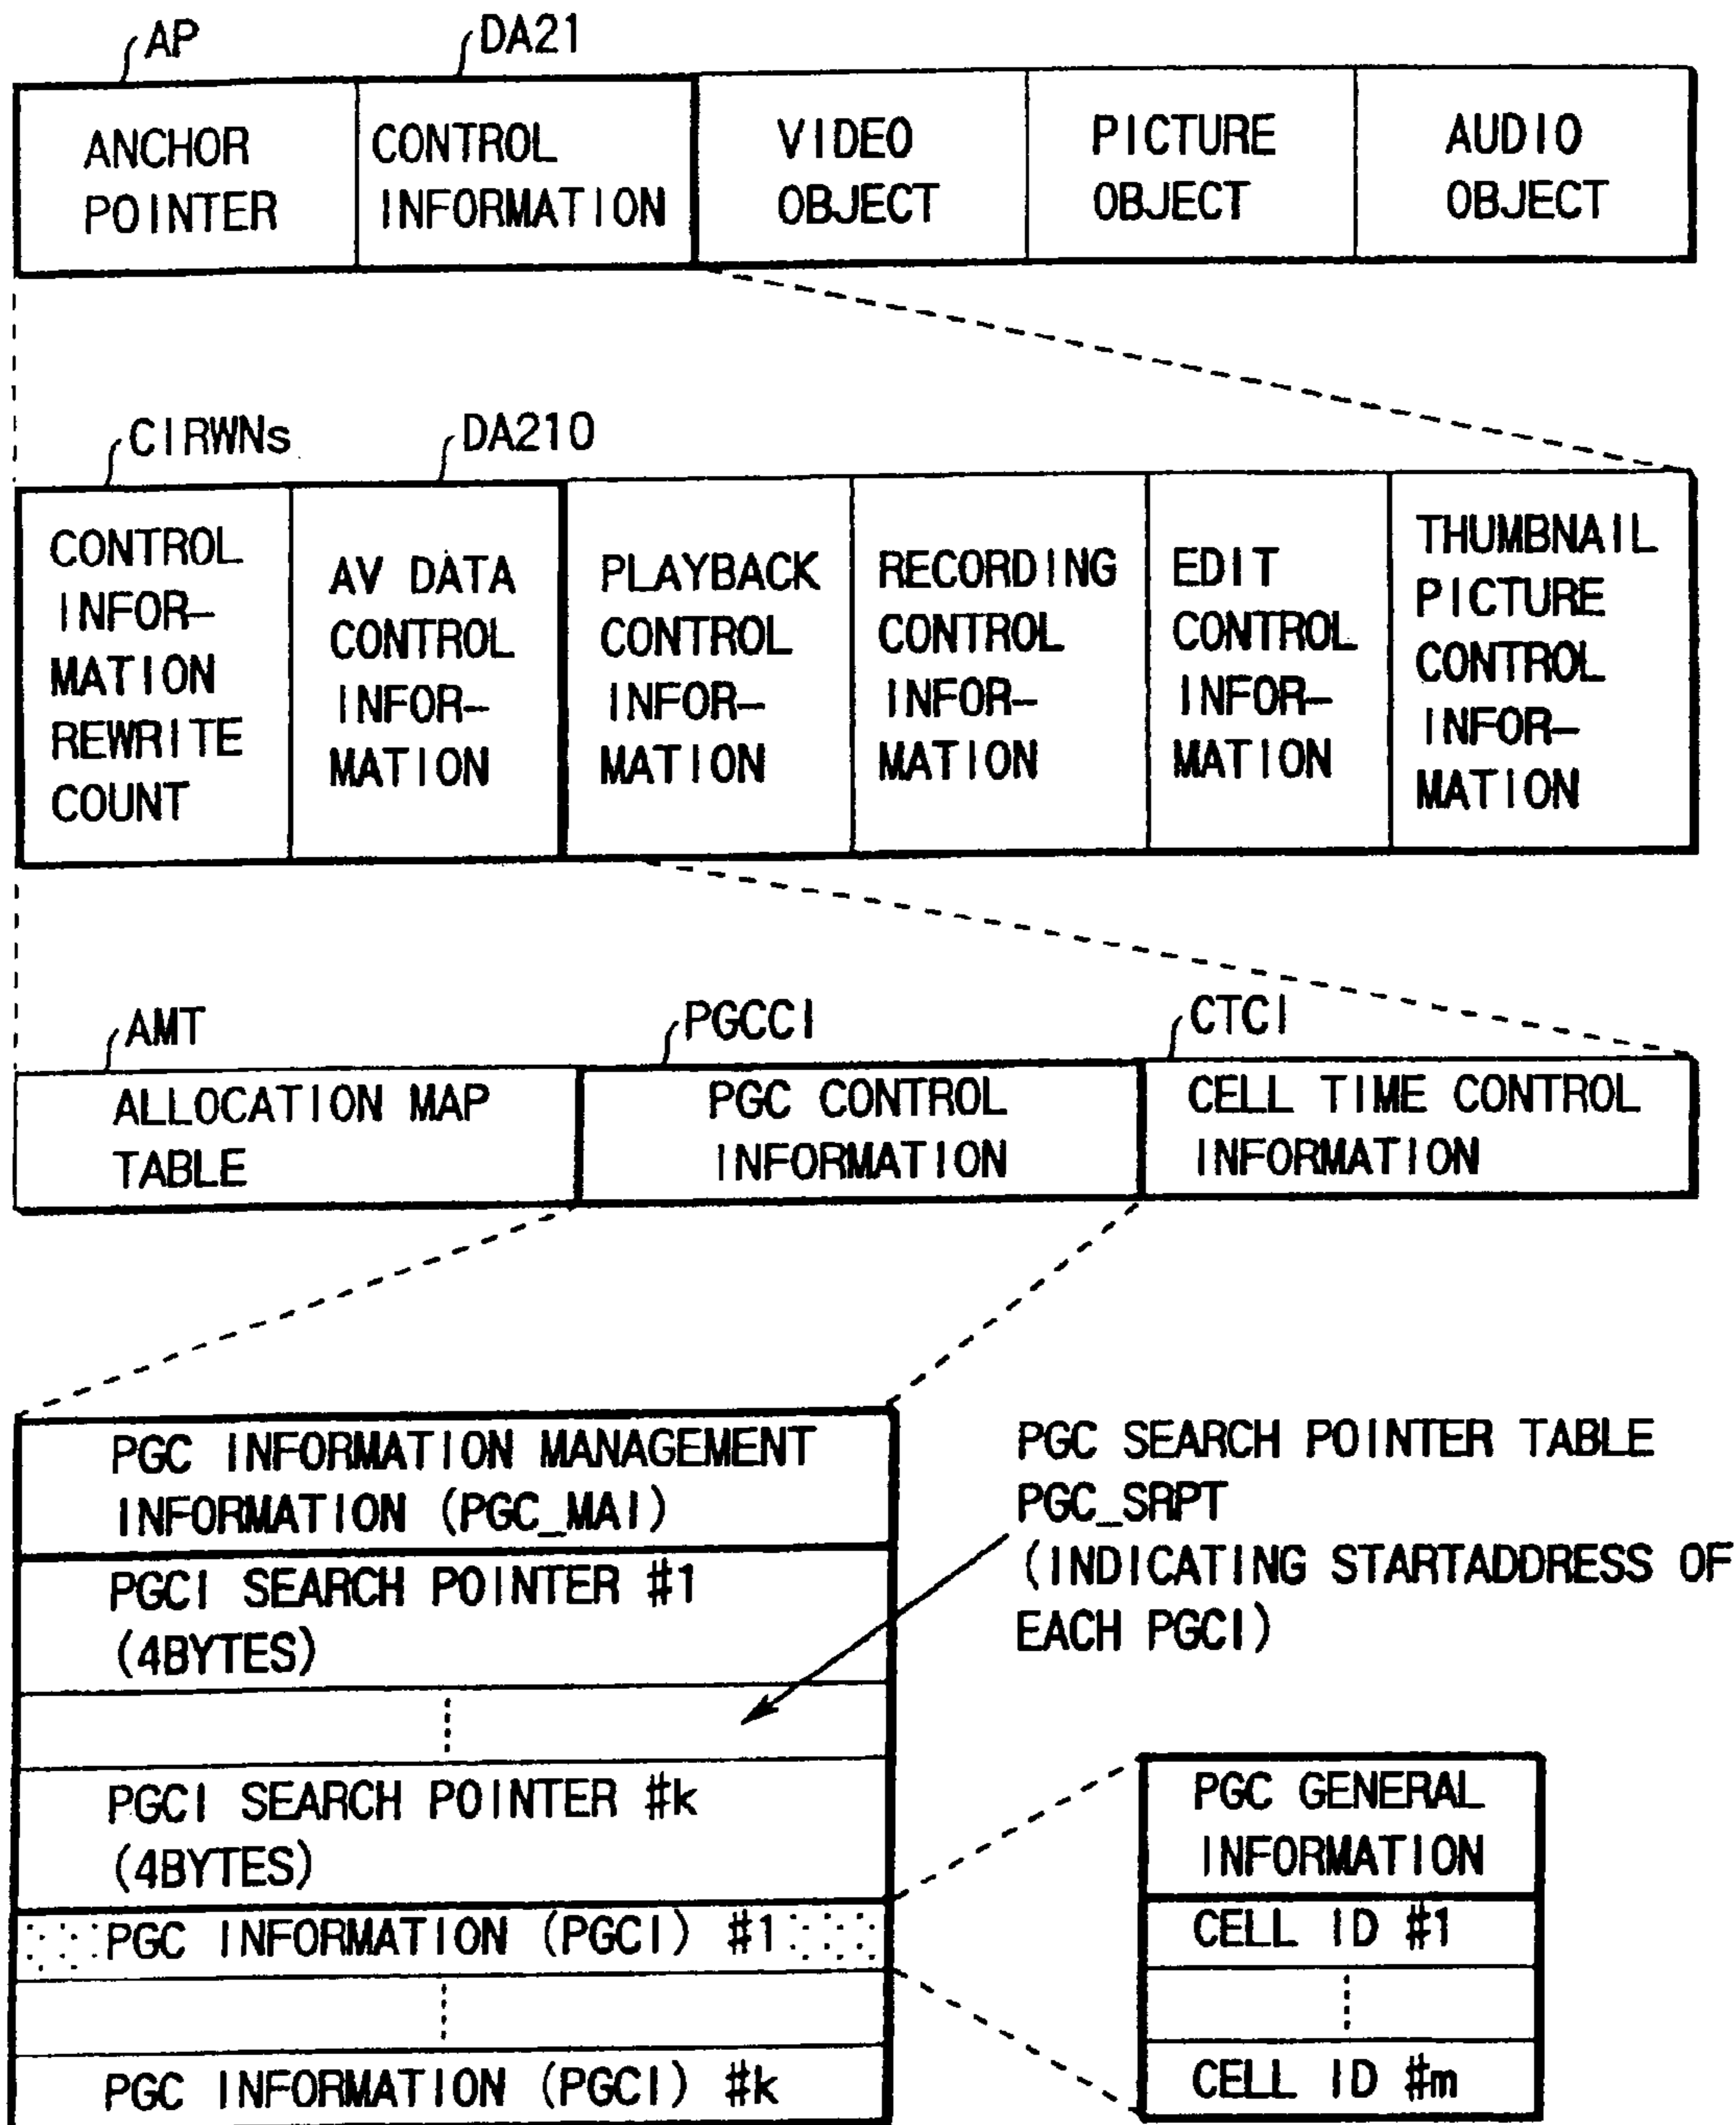 AP
DA21
ANCHOR
POINTER
CONTROL
INFORMATION
VIDEO
OBJECT
PICTURE
OBJECT
AUDIO
OBJECT
CIRWNs
DA210
CONTROL
INFOR-
MATION
REWRITE
COUNT
AV DATA
CONTROL
INFOR-
MATION
PLAYBACK
CONTROL
INFOR-
MATION
RECORDING
CONTROL
INFOR-
MATION
EDIT
CONTROL
INFOR-
MATION
THUMBNAIL
PICTURE
CONTROL
INFOR-
MATION
AMT
PGCCI
CTCI
ALLOCATION MAP
TABLE
PGC CONTROL
INFORMATION
CELL TIME CONTROL
INFORMATION
PGC INFORMATION MANAGEMENT
INFORMATION (PGC_MAI)
PGCI SEARCH POINTER #1
(4BYTES)
PGCI SEARCH POINTER #k
(4BYTES)
PGC INFORMATION (PGCI) #1
PGC INFORMATION (PGCI) #k
PGC SEARCH POINTER TABLE
PGC_SRPT
(INDICATING STARTADDRESS OF
EACH PGCI)
PGC GENERAL
INFORMATION
CELL ID #1
CELL ID #m